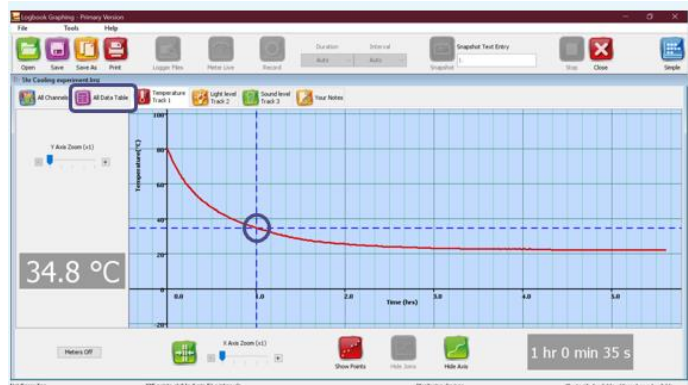 Logbook Graphing - Primary Version
File Tools Help
Open Save Save As Print Logger Files Meter Live Record Duration Interval Snapshot Text Entry
Auto Auto Snapshot 1. Stop Close Simple
5hr Cooling experiment.lmz
All Channels All Data Table Temperature Track 1 Light level Track 2 Sound level Track 3 Your Notes
Y Axis Zoom (x1)
Temperature(°C)
100
80
60
40
20
0
-20
34.8 °C
0.0 1.0 2.0 3.0 4.0 5.0
Time (hrs)
Meters Off
X Axis Zoom (x1)
Show Points Hide Joins Hide Axis
1 hr 0 min 35 s